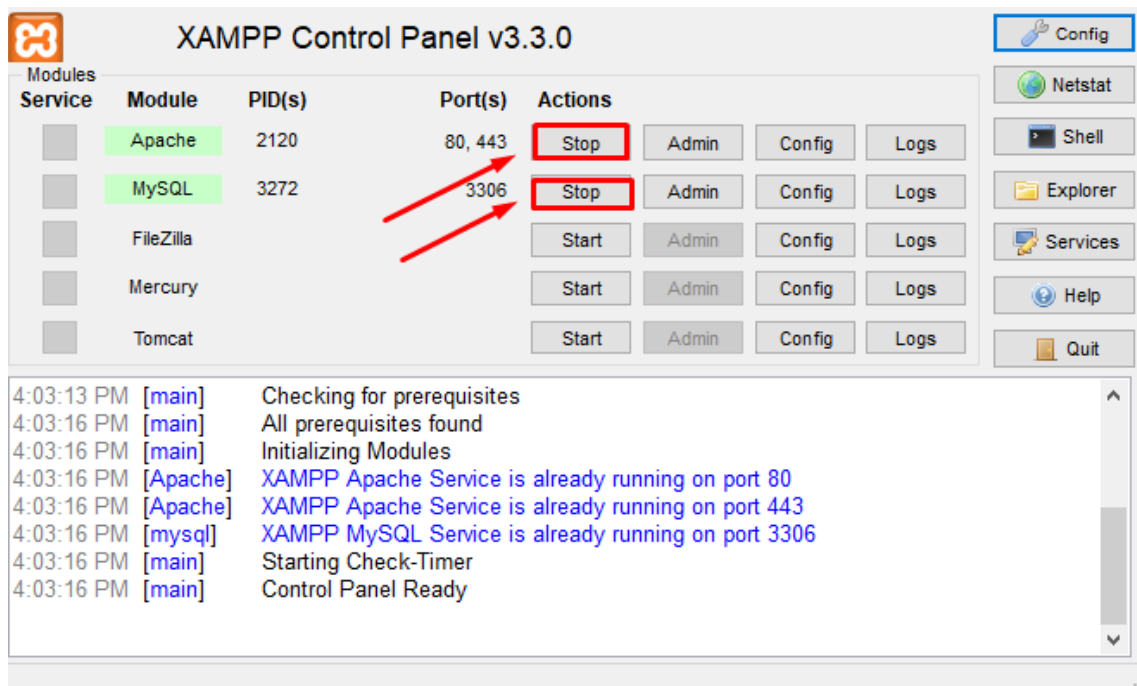 XAMPP Control Panel v3.3.0
Config
Modules
Netstat
Service Module PID(s) Port(s) Actions
Apache 2120 80, 443 Stop Admin Config Logs
Shell
MySQL 3272 3306 Stop Admin Config Logs
Explorer
FileZilla Start Admin Config Logs
Services
Mercury Start Admin Config Logs
Help
Tomcat Start Admin Config Logs
Quit
4:03:13 PM [main] Checking for prerequisites
4:03:16 PM [main] All prerequisites found
4:03:16 PM [main] Initializing Modules
4:03:16 PM [Apache] XAMPP Apache Service is already running on port 80
4:03:16 PM [Apache] XAMPP Apache Service is already running on port 443
4:03:16 PM [mysql] XAMPP MySQL Service is already running on port 3306
4:03:16 PM [main] Starting Check-Timer
4:03:16 PM [main] Control Panel Ready